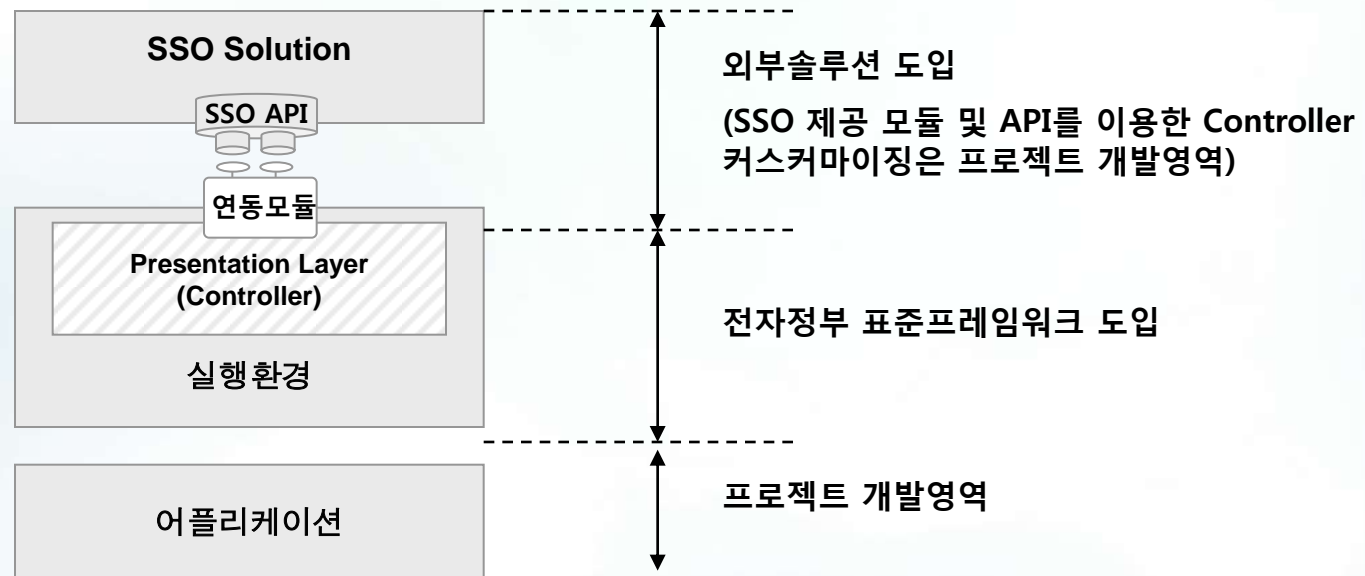 SSO Solution
SSO API
연동모듈
Presentation Layer
(Controller)
실행환경
어플리케이션
외부솔루션 도입
(SSO 제공 모듈 및 API를 이용한 Controller
커스커마이징은 프로젝트 개발영역)
전자정부 표준프레임워크 도입
프로젝트 개발영역